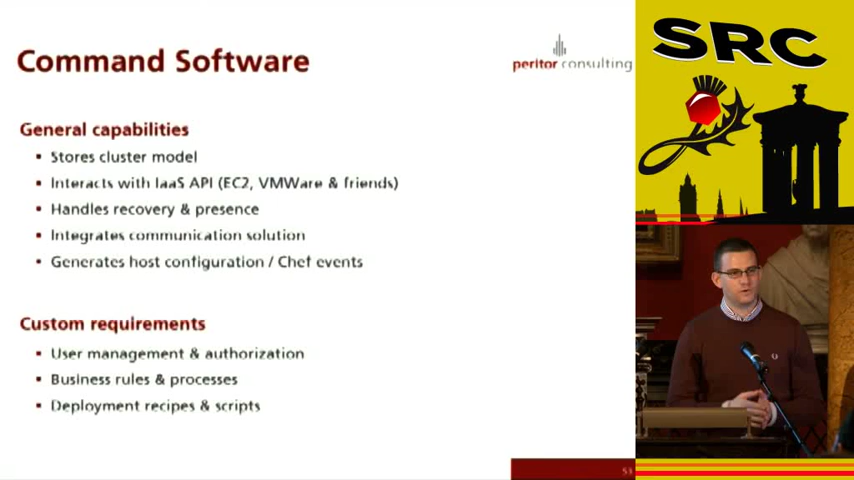 Command Software
peritor consulting
General capabilities
Stores cluster model
Interacts with IaaS API (EC2, VMWare & friends)
Handles recovery & presence
Integrates communication solution
Generates host configuration / Chef events
Custom requirements
User management & authorization
Business rules & processes
Deployment recipes & scripts
SRC